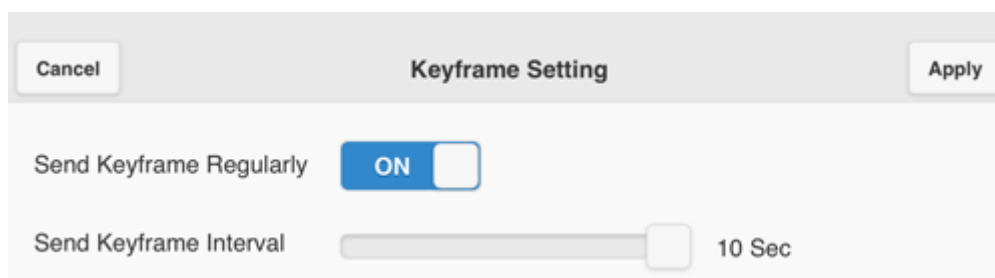 Cancel Keyframe Setting Apply
Send Keyframe Regularly ON
Send Keyframe Interval 10 Sec